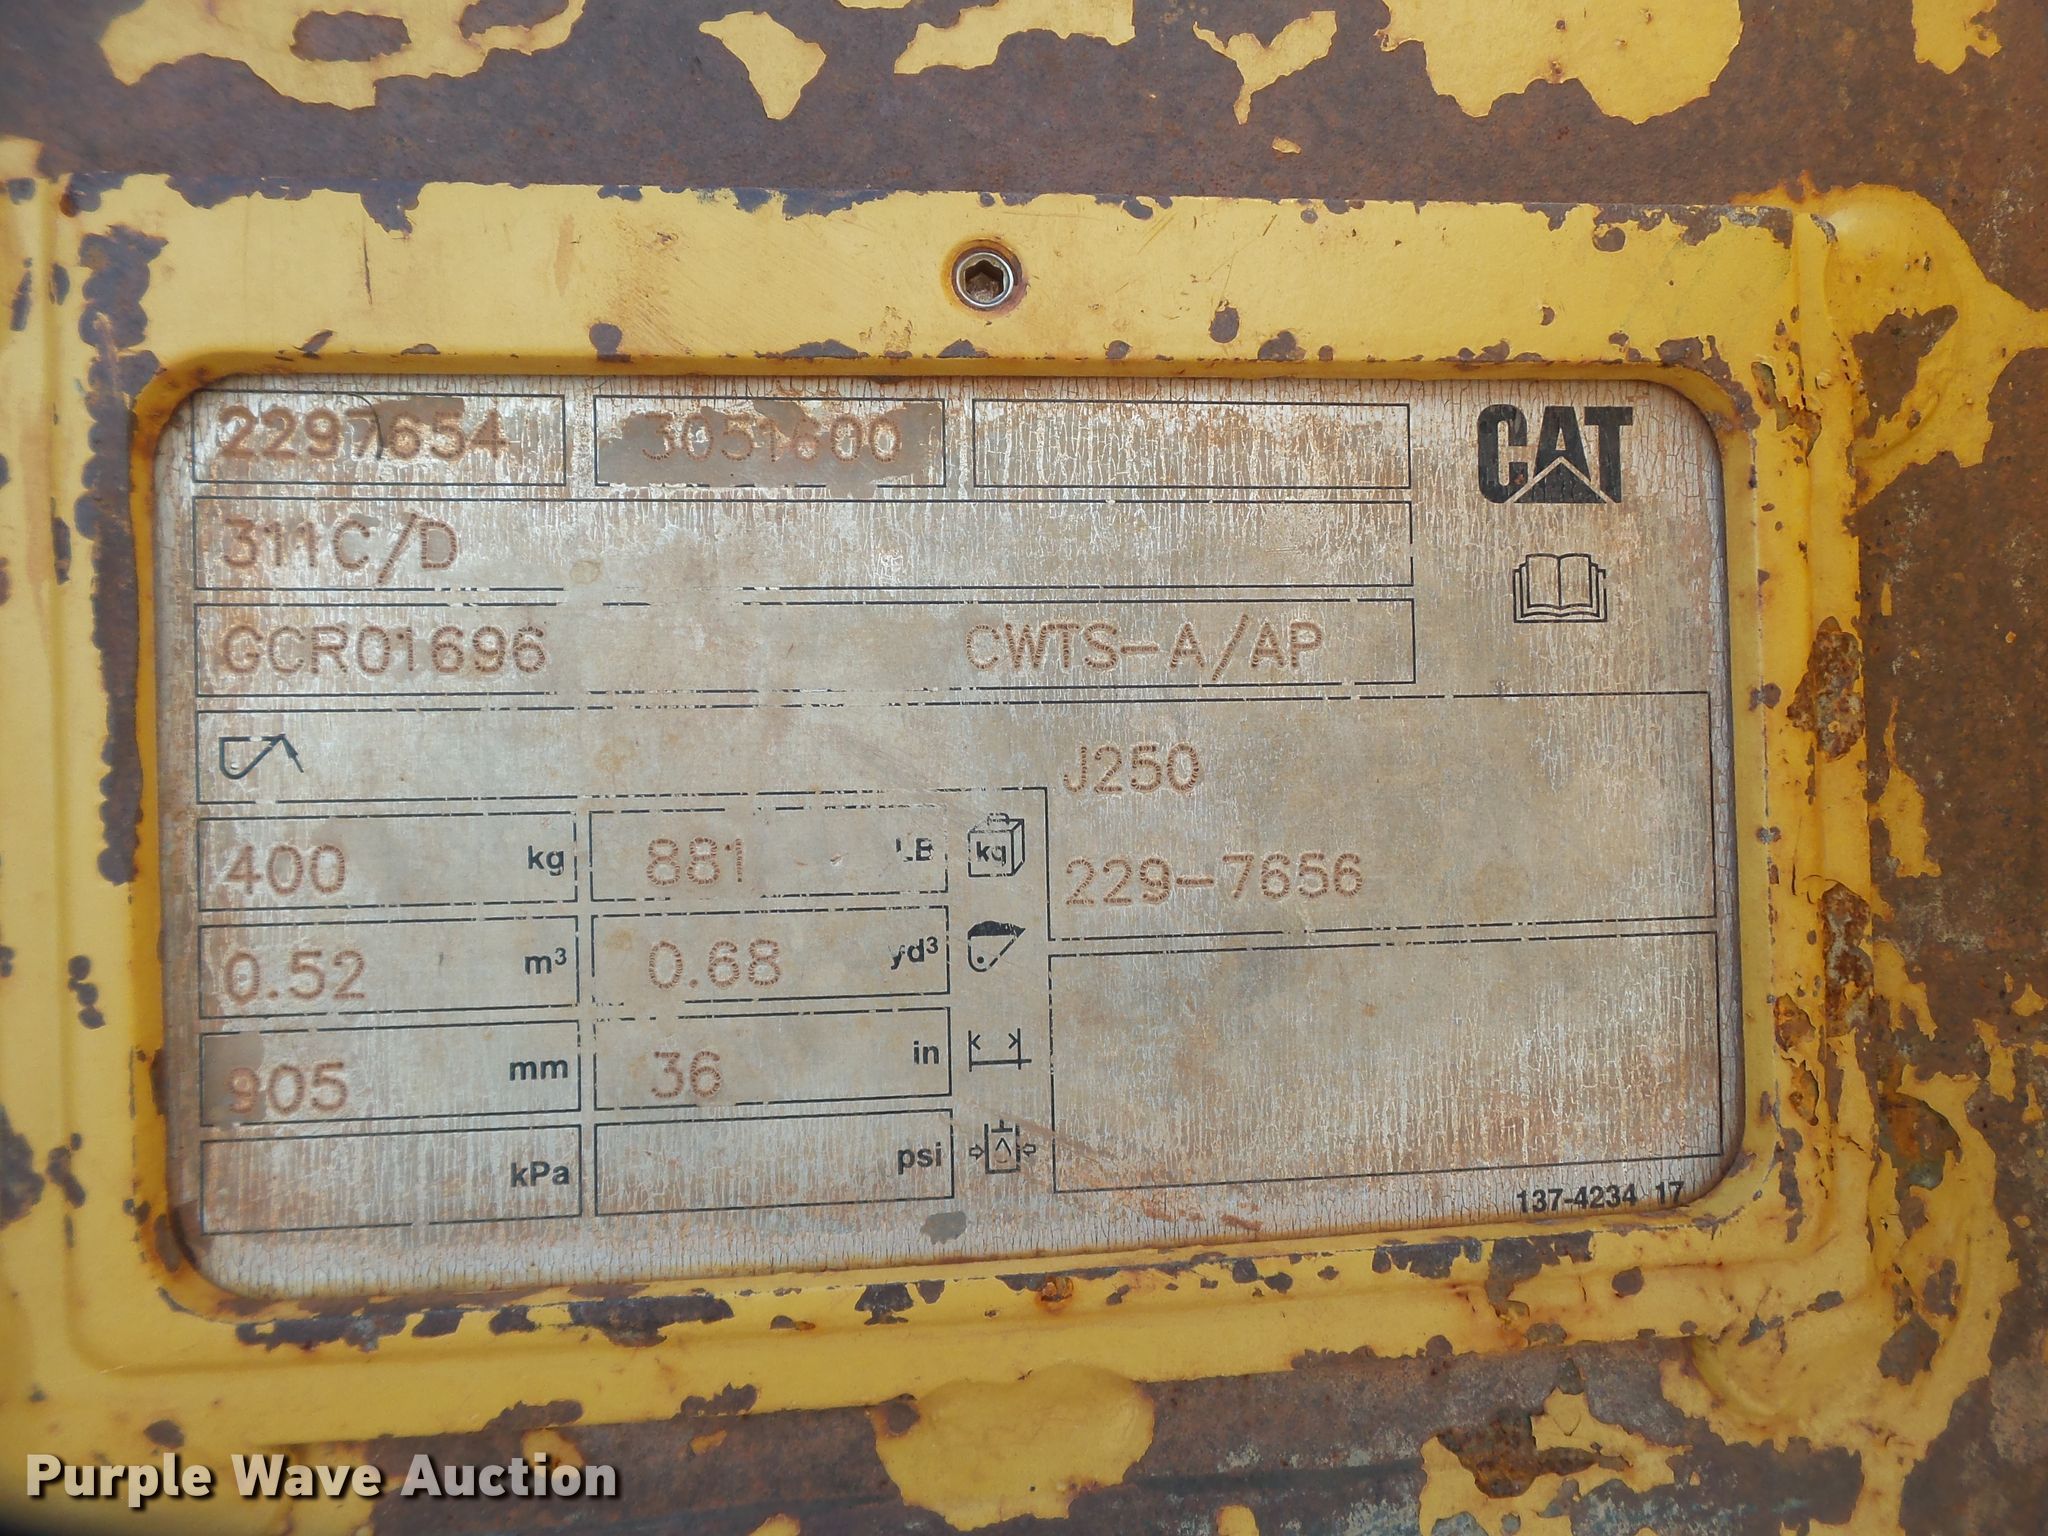 2297654 3051600
CAT
311C/D
GCR01696 CWTS-A/AP
J250
400 kg 881 LB kg
229-7656
0.52 m³ 0.68 yd³
905 mm 36 in
kPa psi
137-4234 17
Purple Wave Auction